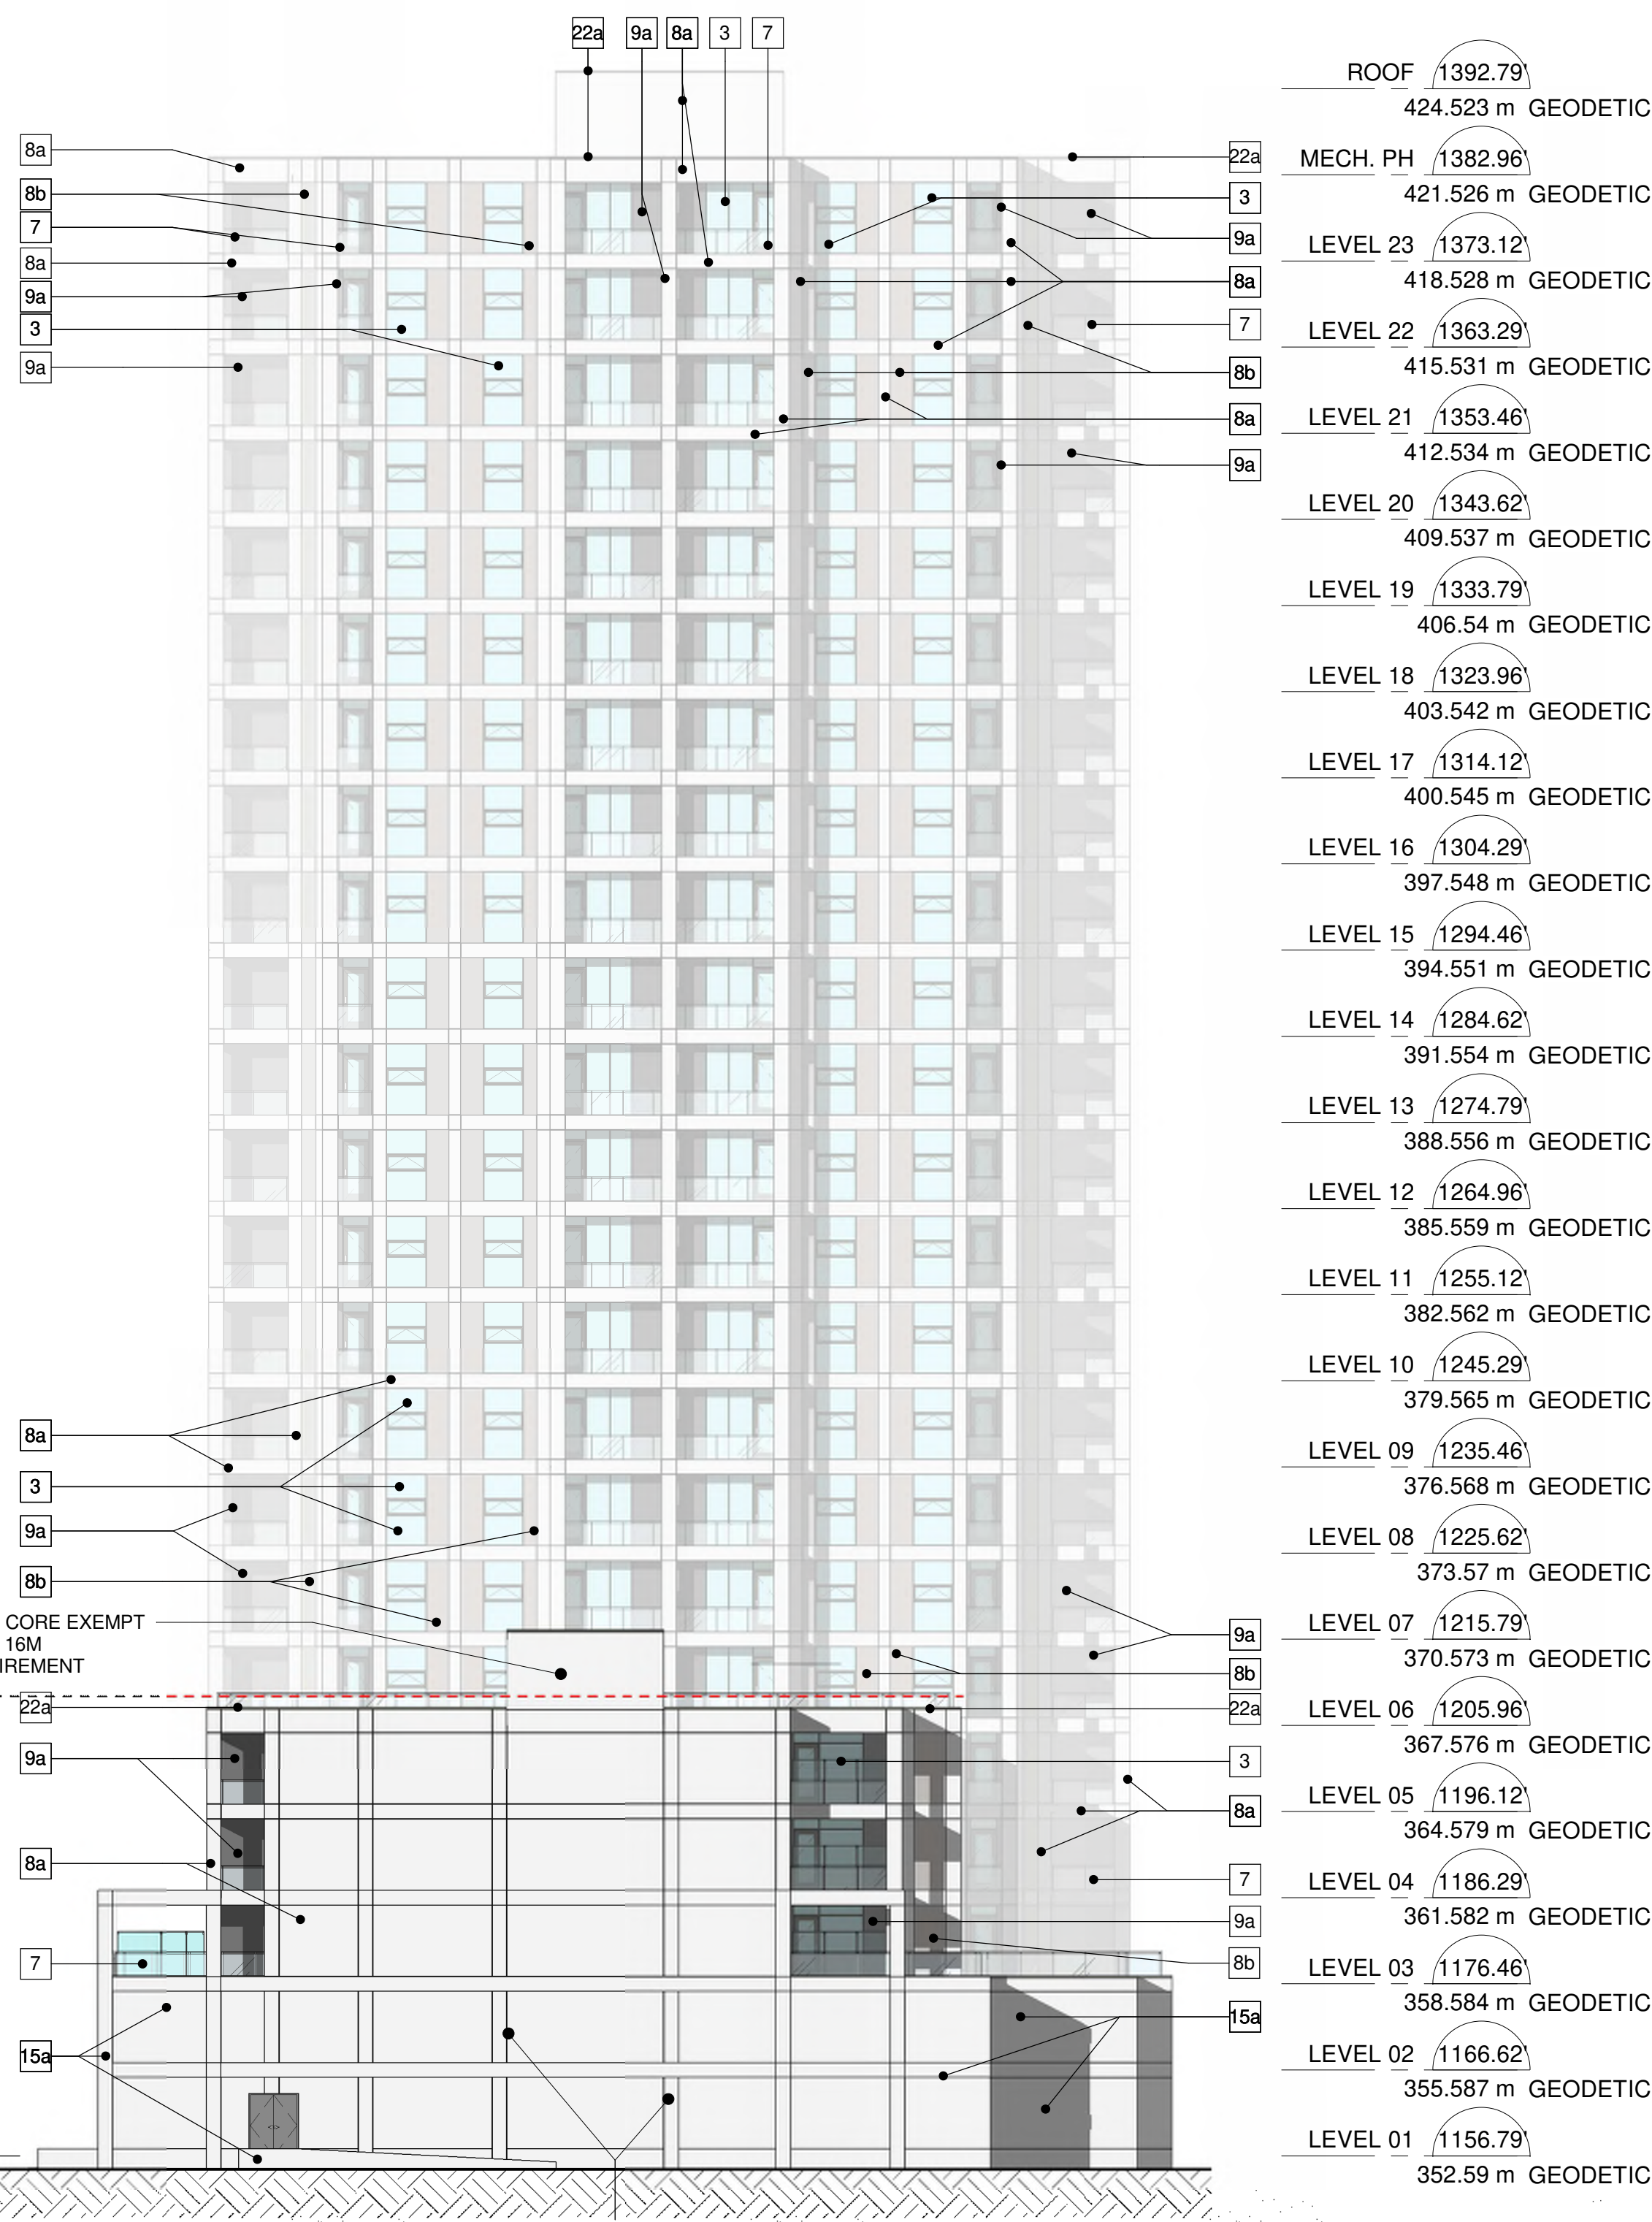 22a 9a 8a 3 7
8a
8b
7
8a
9a
3
9a
22a
3
9a
8a
7
8b
8a
9a
8a
3
9a
8b
CORE EXEMPT
16M
IREMENT
22a
9a
8a
7
15a
9a
8b
22a
3
8a
7
9a
8b
15a
ROOF 1392.79'
424.523 m GEODETIC
MECH. PH 1382.96'
421.526 m GEODETIC
LEVEL 23 1373.12'
418.528 m GEODETIC
LEVEL 22 1363.29'
415.531 m GEODETIC
LEVEL 21 1353.46'
412.534 m GEODETIC
LEVEL 20 1343.62'
409.537 m GEODETIC
LEVEL 19 1333.79'
406.54 m GEODETIC
LEVEL 18 1323.96'
403.542 m GEODETIC
LEVEL 17 1314.12'
400.545 m GEODETIC
LEVEL 16 1304.29'
397.548 m GEODETIC
LEVEL 15 1294.46'
394.551 m GEODETIC
LEVEL 14 1284.62'
391.554 m GEODETIC
LEVEL 13 1274.79'
388.556 m GEODETIC
LEVEL 12 1264.96'
385.559 m GEODETIC
LEVEL 11 1255.12'
382.562 m GEODETIC
LEVEL 10 1245.29'
379.565 m GEODETIC
LEVEL 09 1235.46'
376.568 m GEODETIC
LEVEL 08 1225.62'
373.57 m GEODETIC
LEVEL 07 1215.79'
370.573 m GEODETIC
LEVEL 06 1205.96'
367.576 m GEODETIC
LEVEL 05 1196.12'
364.579 m GEODETIC
LEVEL 04 1186.29'
361.582 m GEODETIC
LEVEL 03 1176.46'
358.584 m GEODETIC
LEVEL 02 1166.62'
355.587 m GEODETIC
LEVEL 01 1156.79'
352.59 m GEODETIC